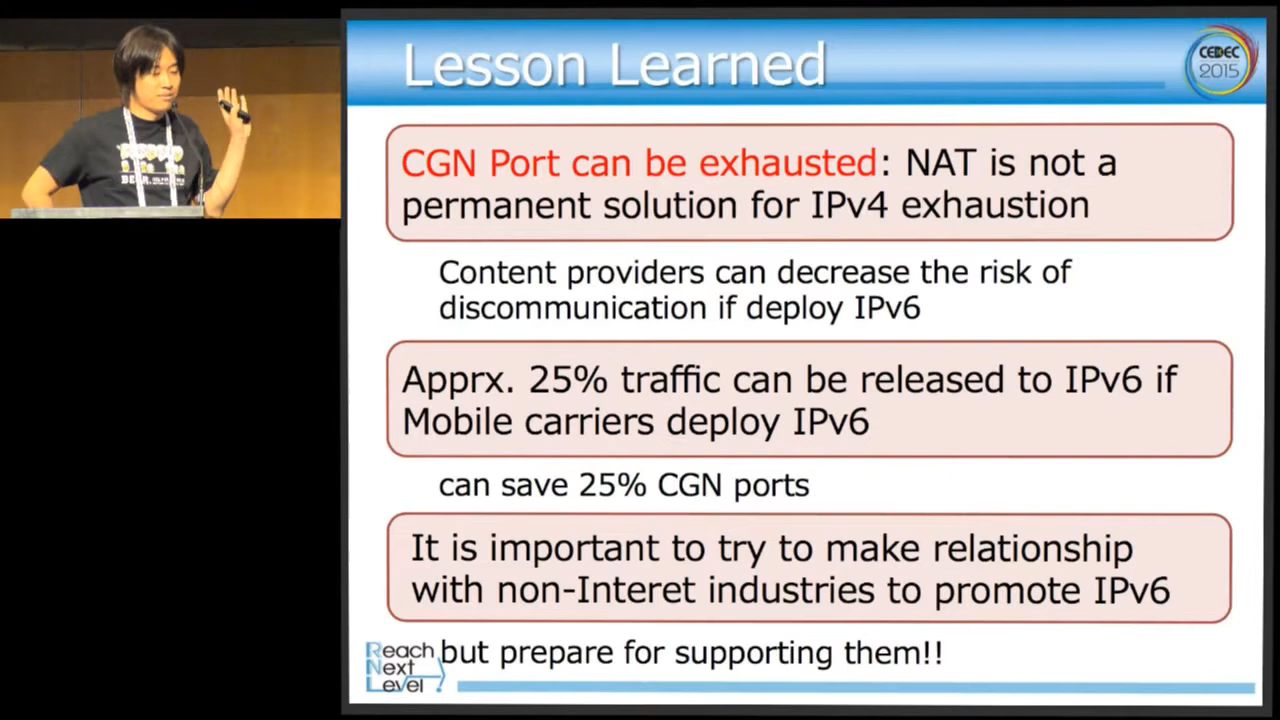 Lesson Learned
CEDEC
2015
CGN Port can be exhausted: NAT is not a
permanent solution for IPv4 exhaustion
Content providers can decrease the risk of
discommunication if deploy IPv6
Apprx. 25% traffic can be released to IPv6 if
Mobile carriers deploy IPv6
can save 25% CGN ports
It is important to try to make relationship
with non-Interet industries to promote IPv6
but prepare for supporting them!!
Reach
Next
Level